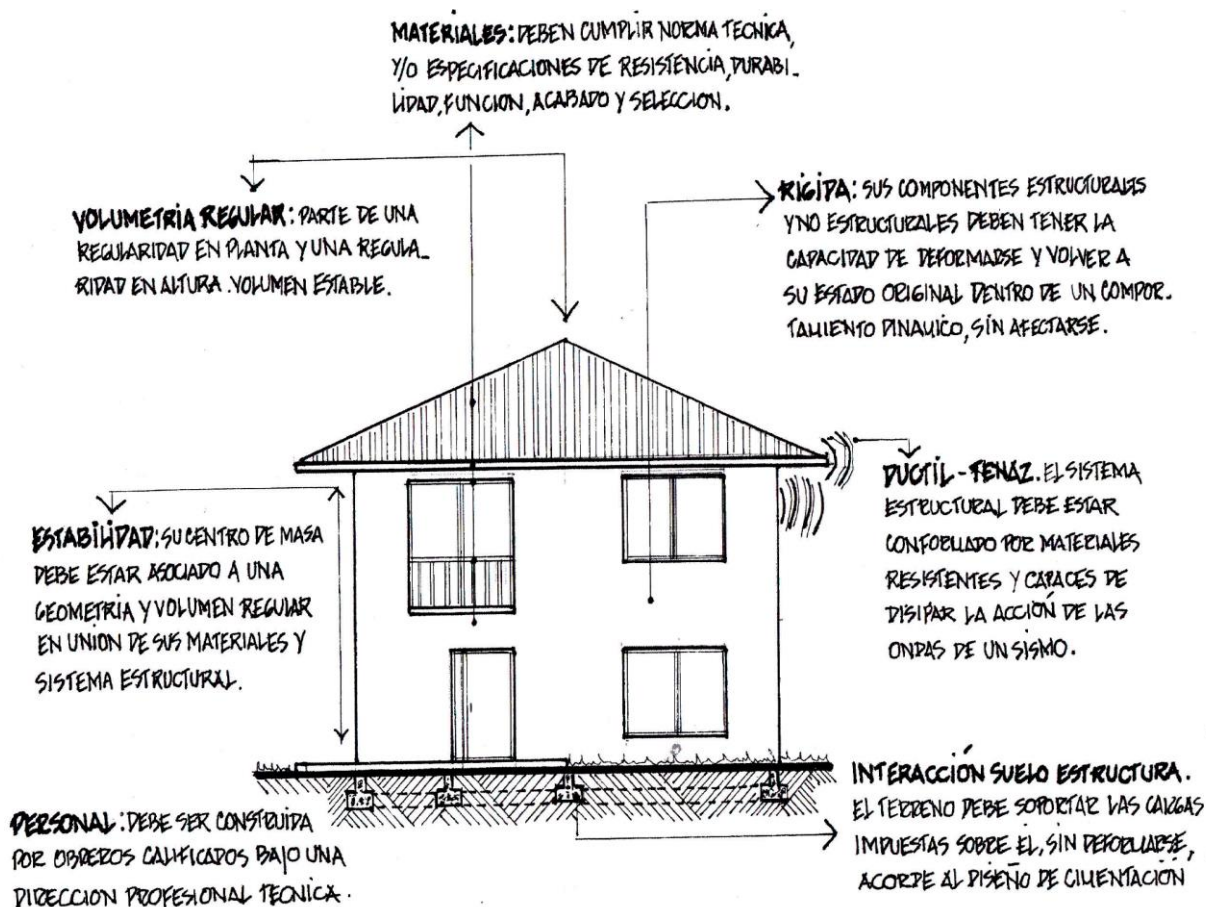 MATERIALES: DEBEN CUMPLIR NORMA TECNICA,
Y/O ESPECIFICACIONES DE RESISTENCIA, DURABI-
LIDAD, FUNCION, ACABADO Y SELECCION.
VOLUMETRIA REGULAR: PARTE DE UNA
REGULARIDAD EN PLANTA Y UNA REGULA-
RIDAD EN ALTURA. VOLUMEN ESTABLE.
RIGIDA: SUS COMPONENTES ESTRUCTURALES
Y NO ESTRUCTURALES DEBEN TENER LA
CAPACIDAD DE DEFORMARSE Y VOLVER A
SU ESTADO ORIGINAL DENTRO DE UN COMPOR-
TAMIENTO DINAMICO, SIN AFECTARSE.
DUCTIL - TENAZ. EL SISTEMA
ESTRUCTURAL DEBE ESTAR
CONFORMADO POR MATERIALES
RESISTENTES Y CAPACES DE
DISIPAR LA ACCIÓN DE LAS
ONDAS DE UN SISMO.
ESTABILIDAD: SU CENTRO DE MASA
DEBE ESTAR ASOCIADO A UNA
GEOMETRIA Y VOLUMEN REGULAR
EN UNION DE SUS MATERIALES Y
SISTEMA ESTRUCTURAL.
INTERACCIÓN SUELO ESTRUCTURA.
EL TERRENO DEBE SOPORTAR LAS CARGAS
IMPUESTAS SOBRE ÉL, SIN DEFORMARSE,
ACORDE AL DISEÑO DE CIMENTACIÓN
PERSONAL: DEBE SER CONSTRUIDA
POR OBREROS CALIFICADOS BAJO UNA
DIRECCION PROFESIONAL TECNICA.